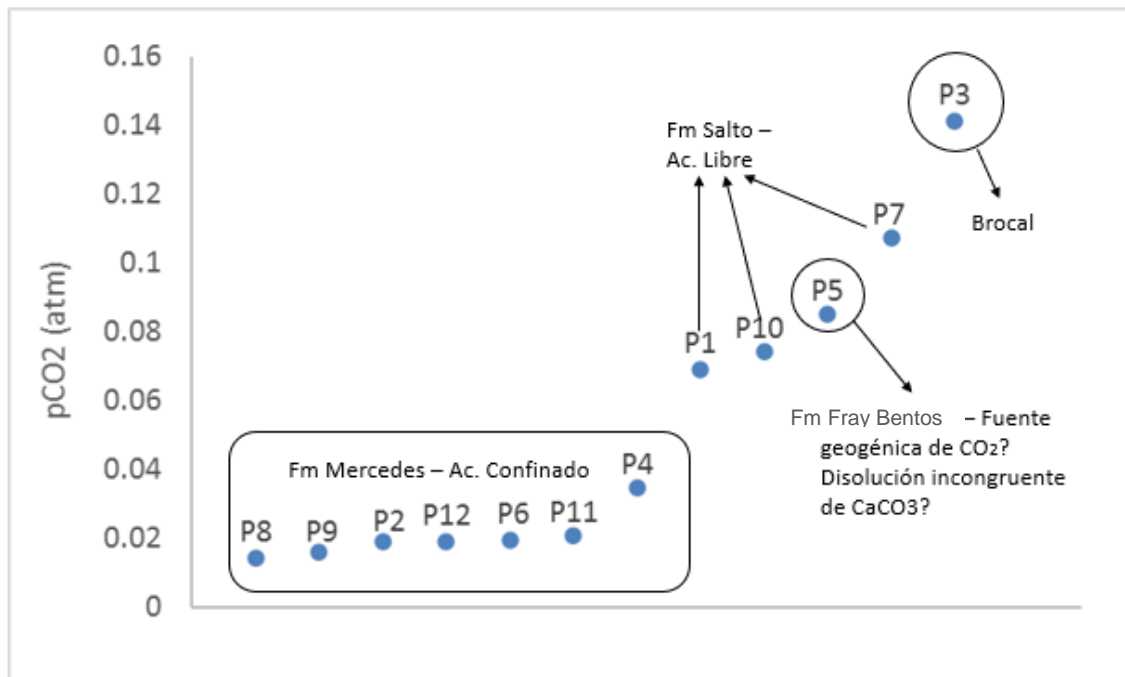 0.16
0.14
0.12
0.1
0.08
0.06
0.04
0.02
0
pCO2 (atm)
P3
Fm Salto –
Ac. Libre
P7
Brocal
P5
P1
P10
Fm Fray Bentos – Fuente
geogénica de CO₂?
Disolución incongruente
de CaCO3?
Fm Mercedes – Ac. Confinado
P4
P8
P9
P2
P12
P6
P11